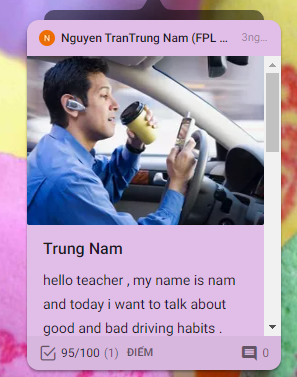 N Nguyen TranTrung Nam (FPL ... 3ng...
Trung Nam
hello teacher , my name is nam
and today i want to talk about
good and bad driving habits .
95/100 (1) ĐIỂM 0